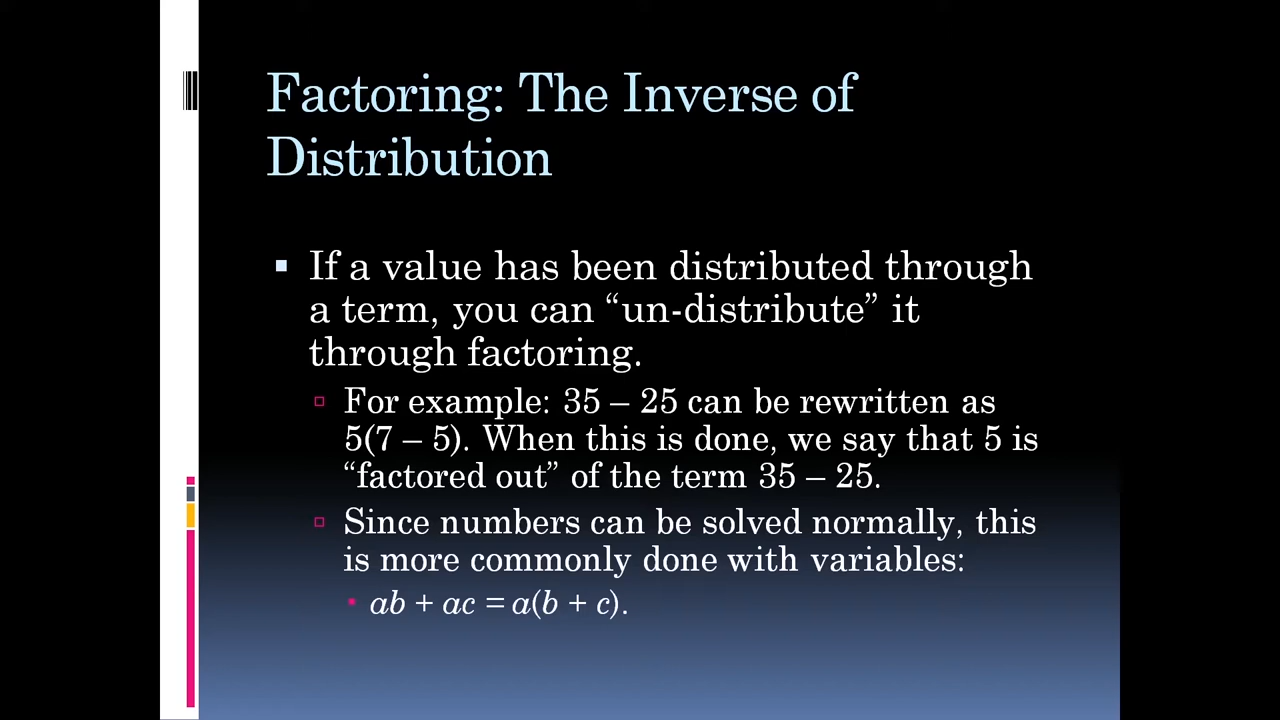 Factoring: The Inverse of
Distribution
If a value has been distributed through
a term, you can “un-distribute” it
through factoring.
For example: 35 – 25 can be rewritten as
5(7 – 5). When this is done, we say that 5 is
“factored out” of the term 35 – 25.
Since numbers can be solved normally, this
is more commonly done with variables:
ab + ac = a(b + c).